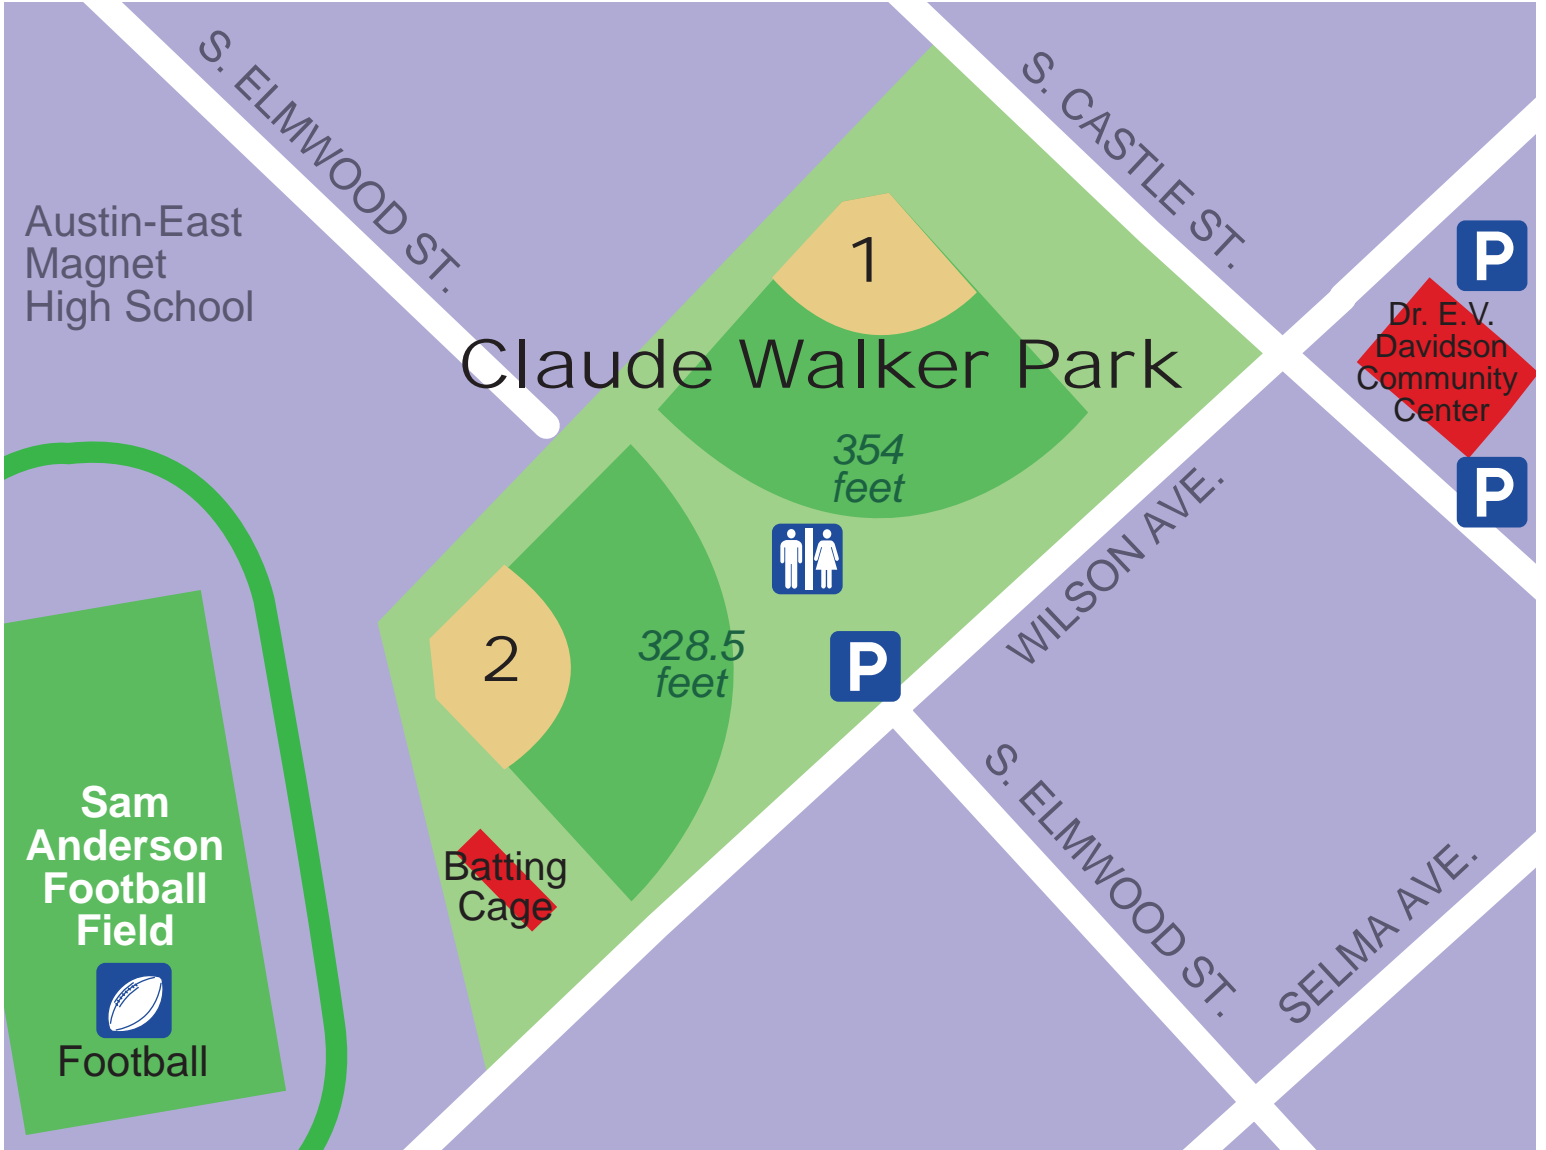 S. ELMWOOD ST.
S. CASTLE ST.
Austin-East
Magnet
High School
1
P
Claude Walker Park
Dr. E.V.
Davidson
Community
Center
354
feet
P
WILSON AVE.
2
328.5
feet
P
S. ELMWOOD ST.
SELMA AVE.
Batting
Cage
Sam
Anderson
Football
Field
Football